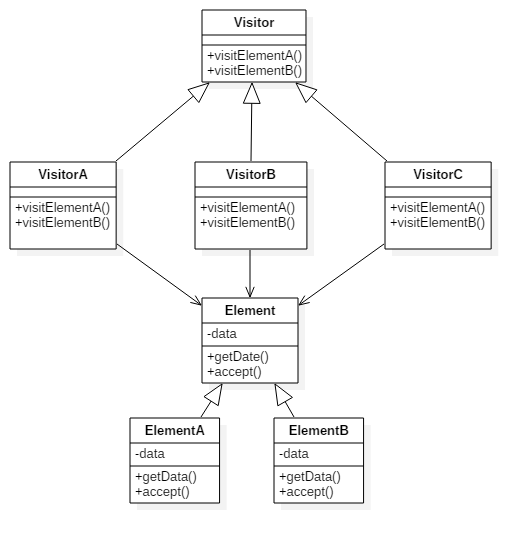 Visitor
+visitElementA()
+visitElementB()
VisitorA
+visitElementA()
+visitElementB()
VisitorB
+visitElementA()
+visitElementB()
VisitorC
+visitElementA()
+visitElementB()
Element
-data
+getDate()
+accept()
ElementA
-data
+getData()
+accept()
ElementB
-data
+getData()
+accept()